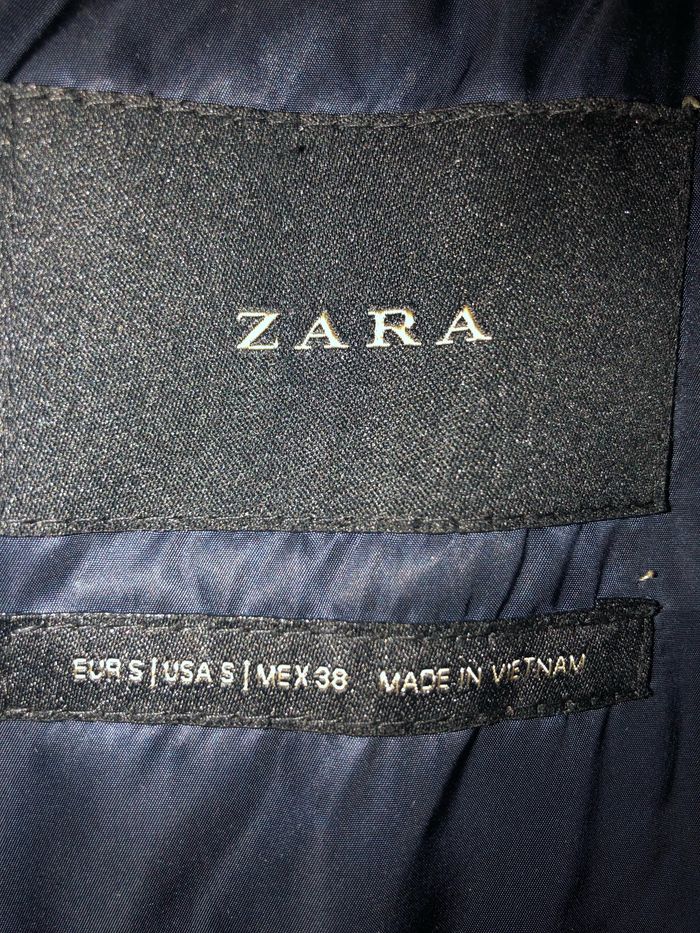 ZARA
EUR S | USA S | MEX 38 MADE IN VIETNAM